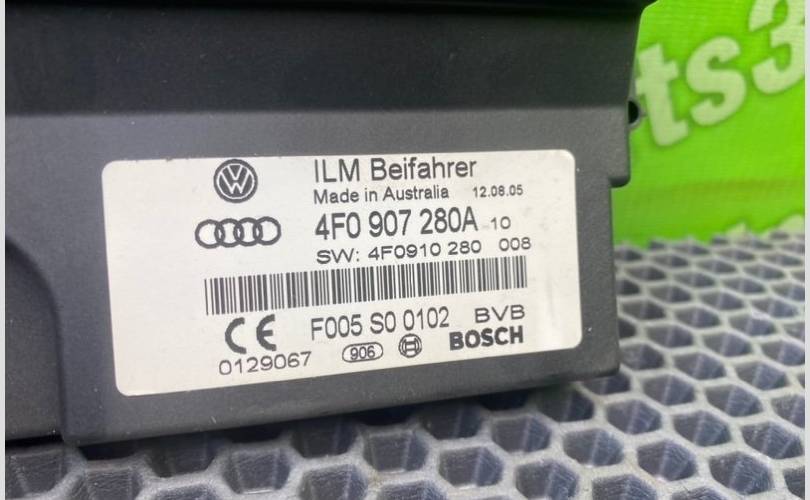 ts3
ILM Beifahrer
Made in Australia 12.08.05
4F0 907 280A 10
SW: 4F0910 280 008
F005 S0 0102 BVB
0129067 906 BOSCH